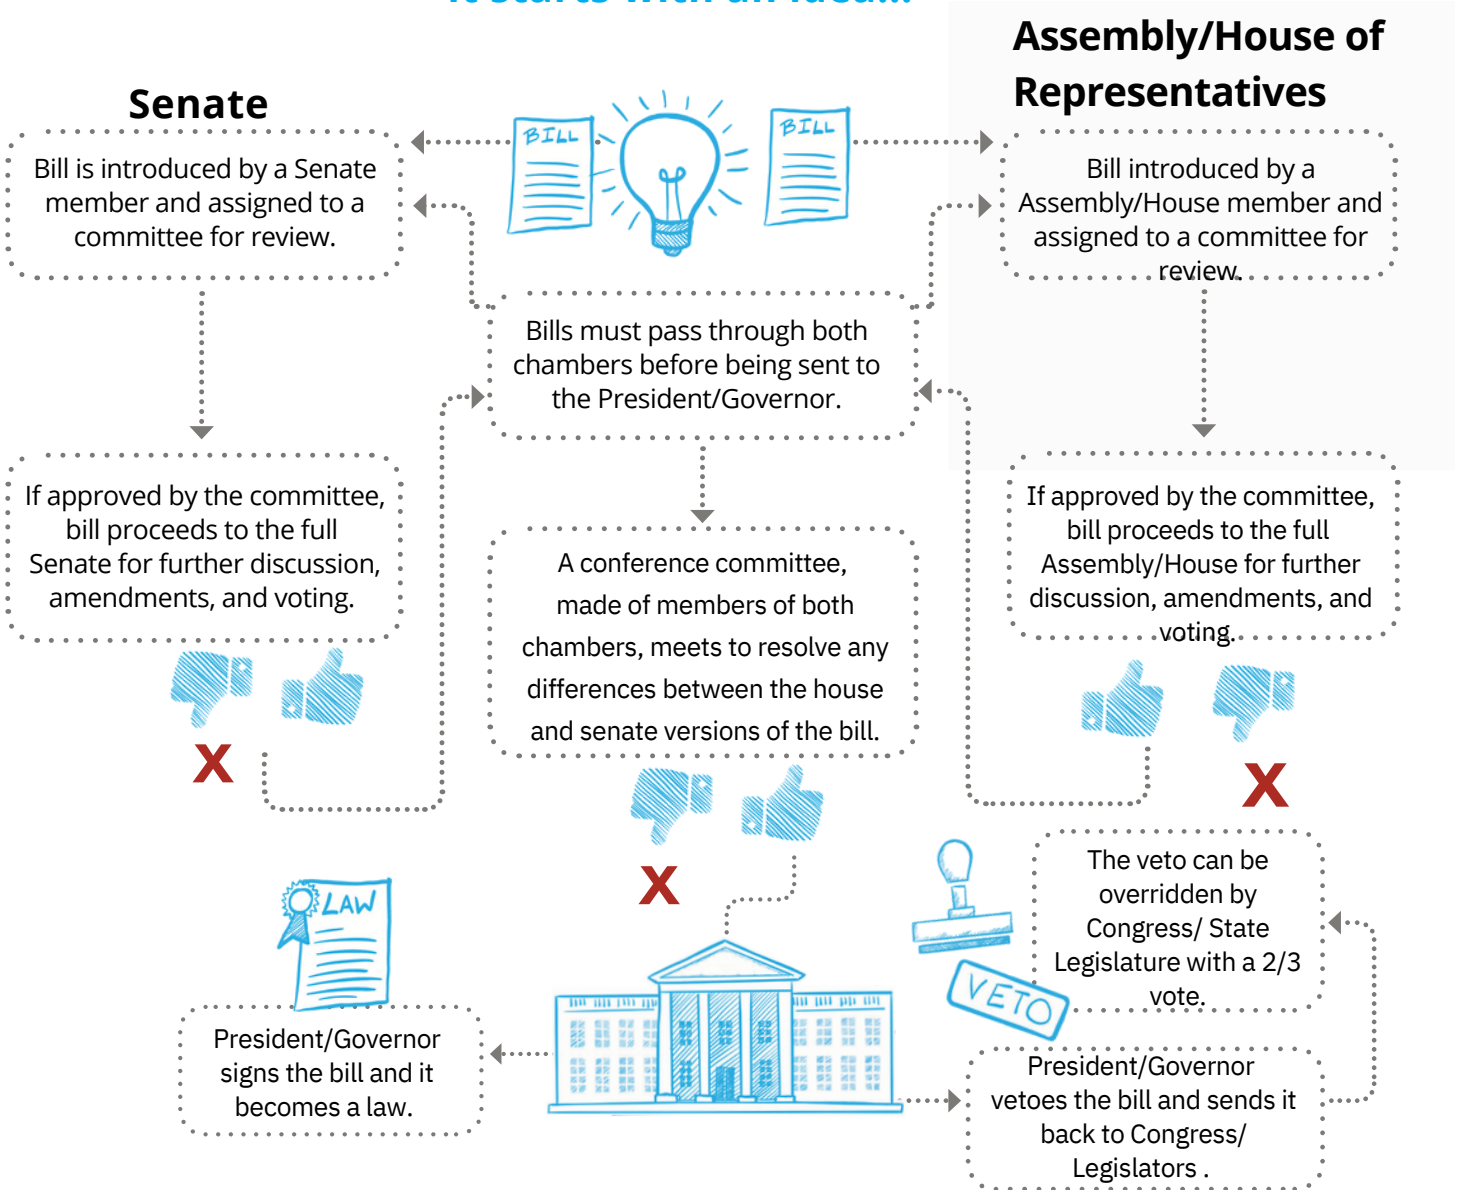 It starts with an idea...
Assembly/House of
Representatives
Senate
BILL
BILL
Bill is introduced by a Senate
member and assigned to a
committee for review.
Bill introduced by a
Assembly/House member and
assigned to a committee for
review.
Bills must pass through both
chambers before being sent to
the President/Governor.
If approved by the committee,
bill proceeds to the full
Senate for further discussion,
amendments, and voting.
If approved by the committee,
bill proceeds to the full
Assembly/House for further
discussion, amendments, and
voting.
A conference committee,
made of members of both
chambers, meets to resolve any
differences between the house
and senate versions of the bill.
X
X
X
The veto can be
overridden by
Congress/ State
Legislature with a 2/3
vote.
LAW
VETO
President/Governor
signs the bill and it
becomes a law.
President/Governor
vetoes the bill and sends it
back to Congress/
Legislators .